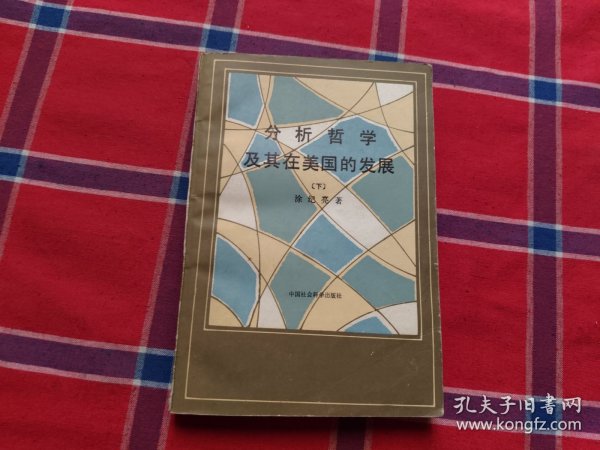 分析哲学
及其在美国的发展
(下)
涂纪亮著
中国社会科学出版社
孔夫子旧书网
www.kongfz.com